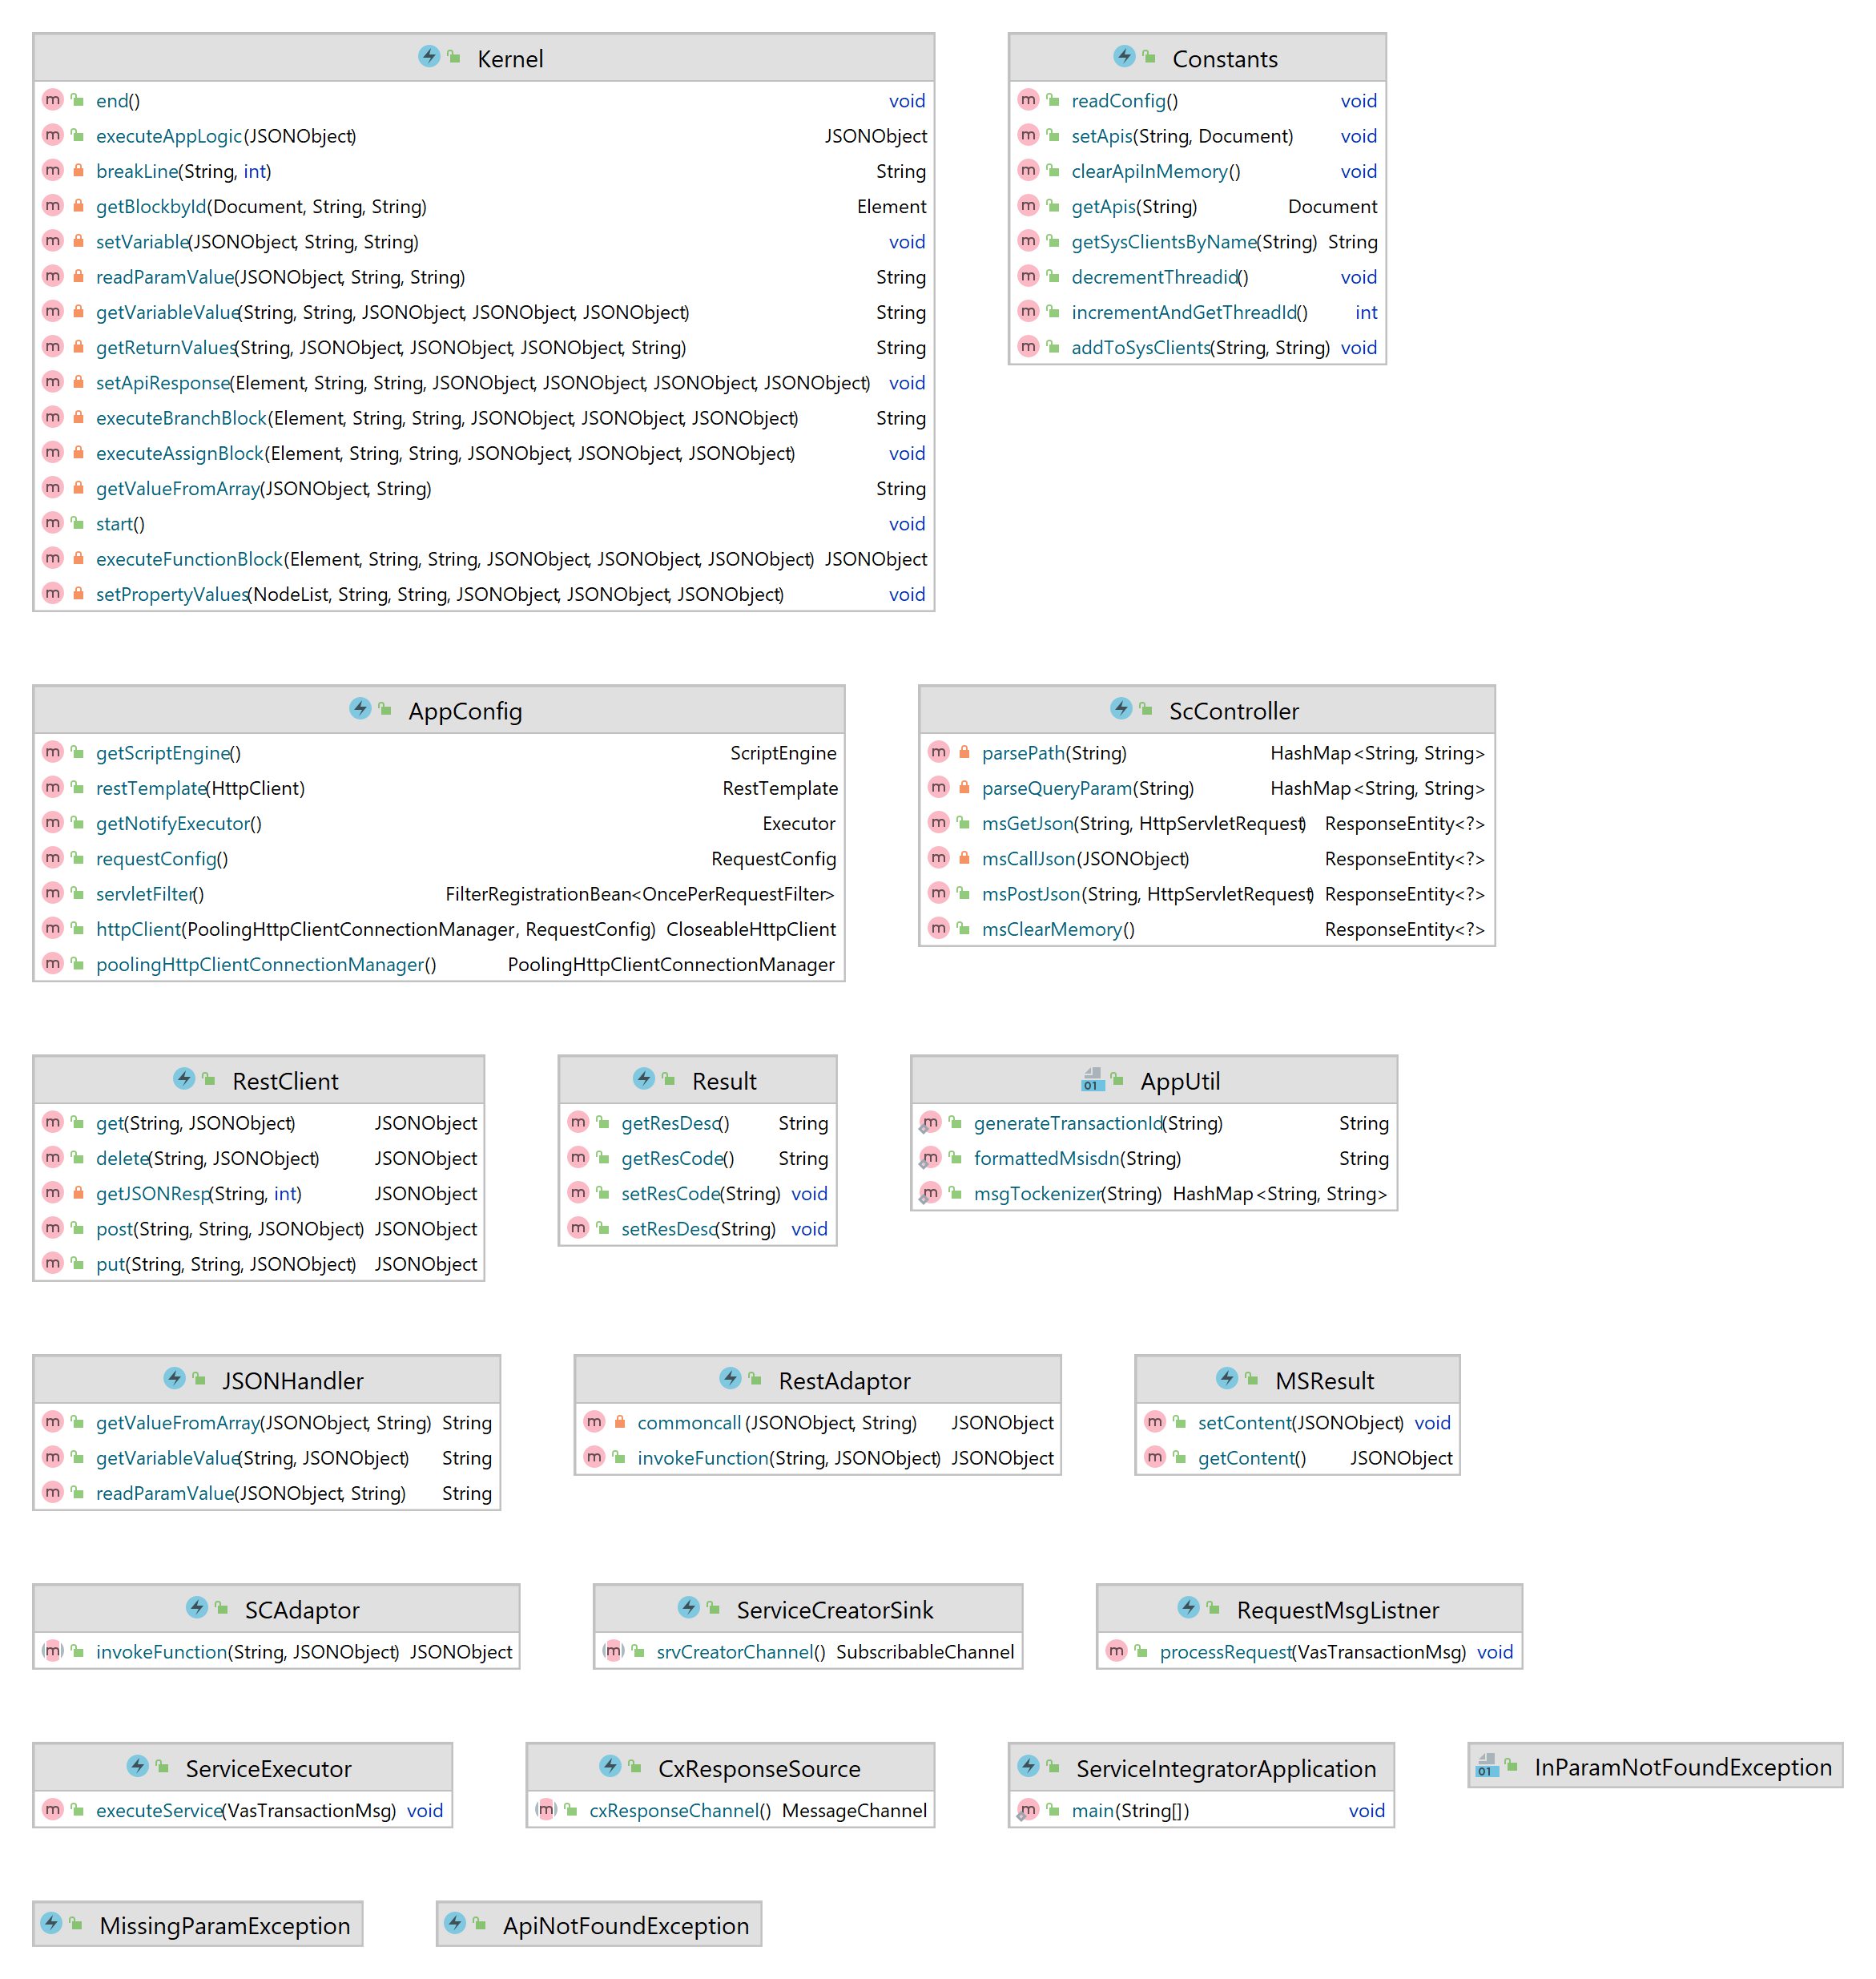 Kernel
end() void
executeAppLogic(JSONObject) JSONObject
breakLine(String, int) String
getBlockbyId(Document, String, String) Element
setVariable(JSONObject, String, String) void
readParamValue(JSONObject, String, String) String
getVariableValue(String, String, JSONObject, JSONObject, JSONObject) String
getReturnValues(String, JSONObject, JSONObject, JSONObject, String) String
setApiResponse(Element, String, String, JSONObject, JSONObject, JSONObject, JSONObject) void
executeBranchBlock(Element, String, String, JSONObject, JSONObject, JSONObject) String
executeAssignBlock(Element, String, String, JSONObject, JSONObject, JSONObject) void
getValueFromArray(JSONObject, String) String
start() void
executeFunctionBlock(Element, String, String, JSONObject, JSONObject, JSONObject) JSONObject
setPropertyValues(NodeList, String, String, JSONObject, JSONObject, JSONObject) void
Constants
readConfig() void
setApis(String, Document) void
clearApiInMemory() void
getApis(String) Document
getSysClientsByName(String) String
decrementThreadid() void
incrementAndGetThreadId() int
addToSysClients(String, String) void
AppConfig
getScriptEngine() ScriptEngine
restTemplate(HttpClient) RestTemplate
getNotifyExecutor() Executor
requestConfig() RequestConfig
servletFilter() FilterRegistrationBean<OncePerRequestFilter>
httpClient(PoolingHttpClientConnectionManager, RequestConfig) CloseableHttpClient
poolingHttpClientConnectionManager() PoolingHttpClientConnectionManager
ScController
parsePath(String) HashMap<String, String>
parseQueryParam(String) HashMap<String, String>
msGetJson(String, HttpServletRequest) ResponseEntity<?>
msCallJson(JSONObject) ResponseEntity<?>
msPostJson(String, HttpServletRequest) ResponseEntity<?>
msClearMemory() ResponseEntity<?>
RestClient
get(String, JSONObject) JSONObject
delete(String, JSONObject) JSONObject
getJSONResp(String, int) JSONObject
post(String, String, JSONObject) JSONObject
put(String, String, JSONObject) JSONObject
Result
getResDesc() String
getResCode() String
setResCode(String) void
setResDesc(String) void
AppUtil
generateTransactionId(String) String
formattedMsisdn(String) String
msgTockenizer(String) HashMap<String, String>
JSONHandler
getValueFromArray(JSONObject, String) String
getVariableValue(String, JSONObject) String
readParamValue(JSONObject, String) String
RestAdaptor
commoncall(JSONObject, String) JSONObject
invokeFunction(String, JSONObject) JSONObject
MSResult
setContent(JSONObject) void
getContent() JSONObject
SCAdaptor
invokeFunction(String, JSONObject) JSONObject
ServiceCreatorSink
srvCreatorChannel() SubscribableChannel
RequestMsgListner
processRequest(VasTransactionMsg) void
ServiceExecutor
executeService(VasTransactionMsg) void
CxResponseSource
cxResponseChannel() MessageChannel
ServiceIntegratorApplication
main(String[]) void
InParamNotFoundException
MissingParamException
ApiNotFoundException